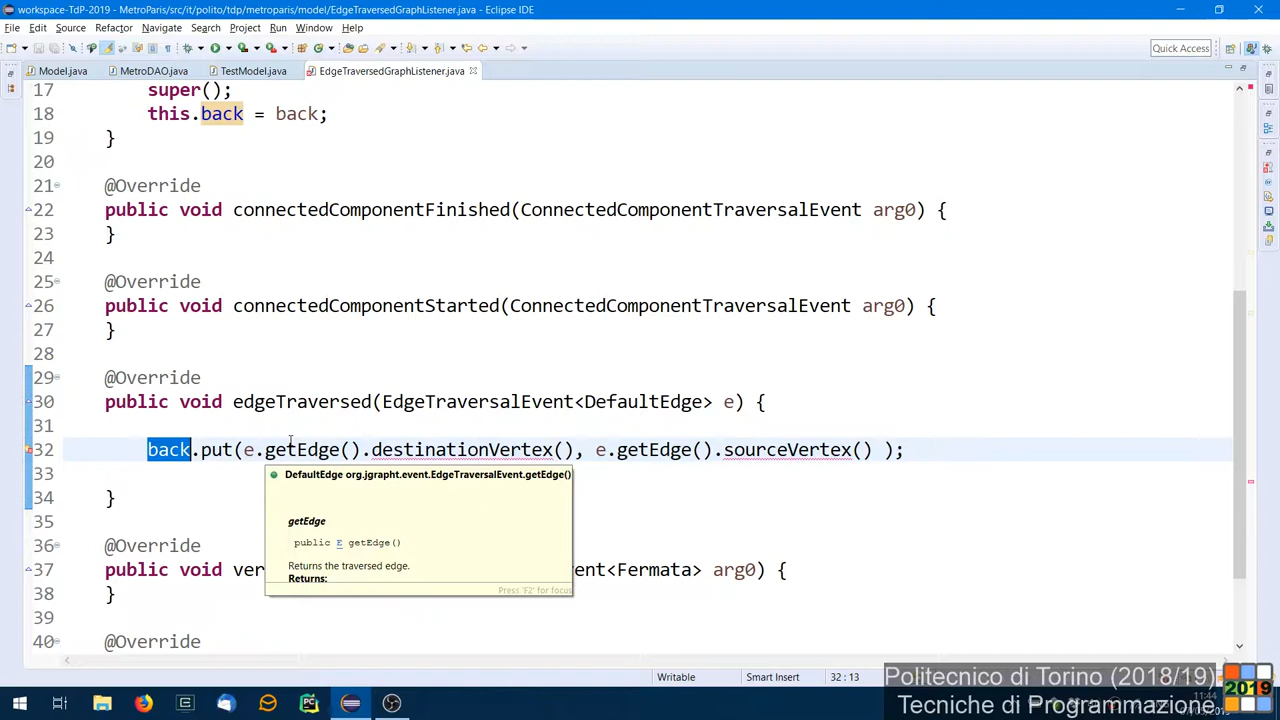 workspace-TdP-2019 - MetroParis/src/it/polito/tdp/metroparis/model/EdgeTraversedGraphListener.java - Eclipse IDE
File Edit Source Refactor Navigate Search Project Run Window Help
Quick Access
Model.java MetroDAO.java TestModel.java EdgeTraversedGraphListener.java
17 super();
18 this.back = back;
19 }
20
21 @Override
22 public void connectedComponentFinished(ConnectedComponentTraversalEvent arg0) {
23 }
24
25 @Override
26 public void connectedComponentStarted(ConnectedComponentTraversalEvent arg0) {
27 }
28
29 @Override
30 public void edgeTraversed(EdgeTraversalEvent<DefaultEdge> e) {
31
32 back.put(e.getEdge().destinationVertex(), e.getEdge().sourceVertex() );
33
DefaultEdge org.jgrapht.event.EdgeTraversalEvent.getEdge()
34 }
35
getEdge
36 @Override
public E getEdge()
37 public void ver ent<Fermata> arg0) {
Returns the traversed edge.
Returns:
38 }
Press 'F2' for focus
39
40 @Override
Writable Smart Insert 32 : 13
Politecnico di Torino (2018/19)
Tecniche di Programmazione
2019
11:44